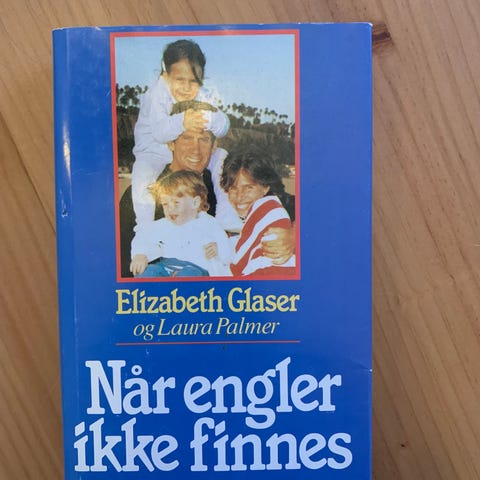 Elizabeth Glaser
og Laura Palmer
Når engler
ikke finnes